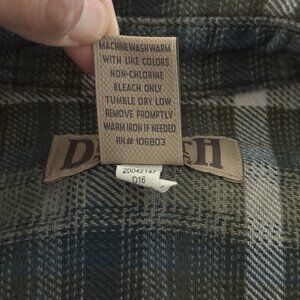 MACHINE WASH WARM
WITH LIKE COLORS
NON-CHLORINE
BLEACH ONLY
TUMBLE DRY LOW
REMOVE PROMPTLY
WARM IRON IF NEEDED
RN# 106803
20042147
D16